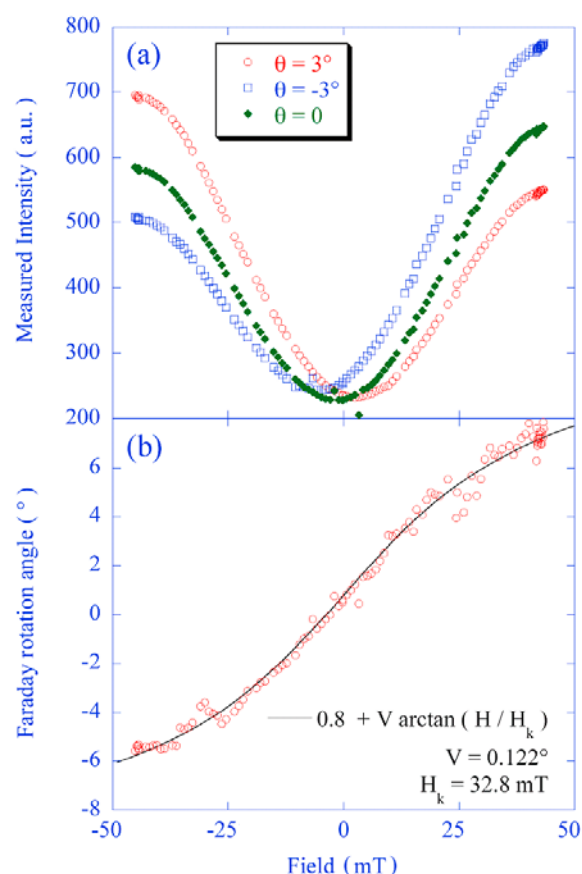 (a)
θ = 3°
θ = -3°
θ = 0
Measured Intensity ( a.u.)
800
700
600
500
400
300
200
(b)
Faraday rotation angle ( ° )
6
4
2
0
-2
-4
-6
-8
0.8 + V arctan ( H / H_k)
V = 0.122°
H_k = 32.8 mT
-50 -25 0 25 50
Field ( mT )